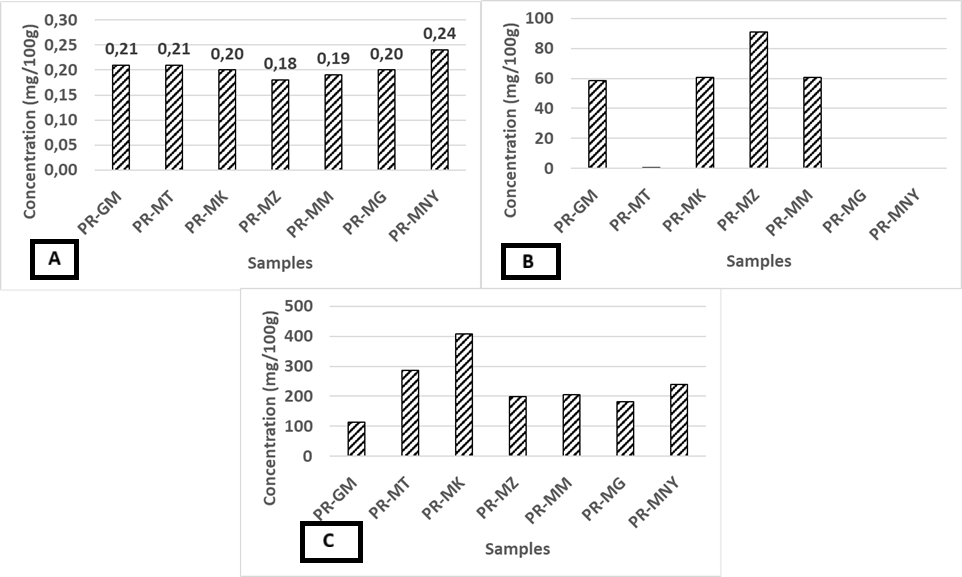 Concentration (mg/100g)
0,30
0,25
0,20
0,15
0,10
0,05
0,00
0,21
0,21
0,20
0,18
0,19
0,20
0,24
PR-GM
PR-MT
PR-MK
PR-MZ
PR-MM
PR-MG
PR-MNY
Samples
A
Concentration (mg/100g)
100
80
60
40
20
0
PR-GM
PR-MT
PR-MK
PR-MZ
PR-MM
PR-MG
PR-MNY
Samples
B
Concentration (mg/100g)
500
400
300
200
100
0
PR-GM
PR-MT
PR-MK
PR-MZ
PR-MM
PR-MG
PR-MNY
Samples
C